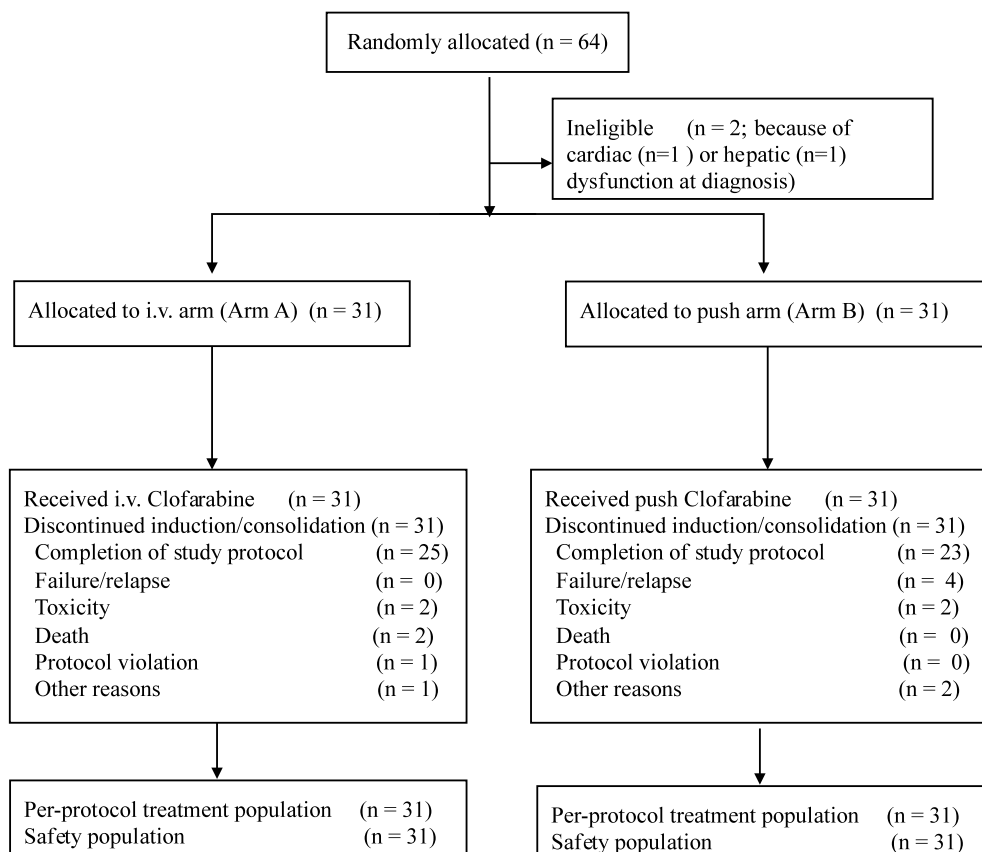 Randomly allocated (n = 64)
Ineligible (n = 2; because of
cardiac (n=1 ) or hepatic (n=1)
dysfunction at diagnosis)
Allocated to i.v. arm (Arm A) (n = 31)
Allocated to push arm (Arm B) (n = 31)
Received i.v. Clofarabine (n = 31)
Discontinued induction/consolidation (n = 31)
Completion of study protocol (n = 25)
Failure/relapse (n = 0)
Toxicity (n = 2)
Death (n = 2)
Protocol violation (n = 1)
Other reasons (n = 1)
Received push Clofarabine (n = 31)
Discontinued induction/consolidation (n = 31)
Completion of study protocol (n = 23)
Failure/relapse (n = 4)
Toxicity (n = 2)
Death (n = 0)
Protocol violation (n = 0)
Other reasons (n = 2)
Per-protocol treatment population (n = 31)
Safety population (n = 31)
Per-protocol treatment population (n = 31)
Safety population (n = 31)